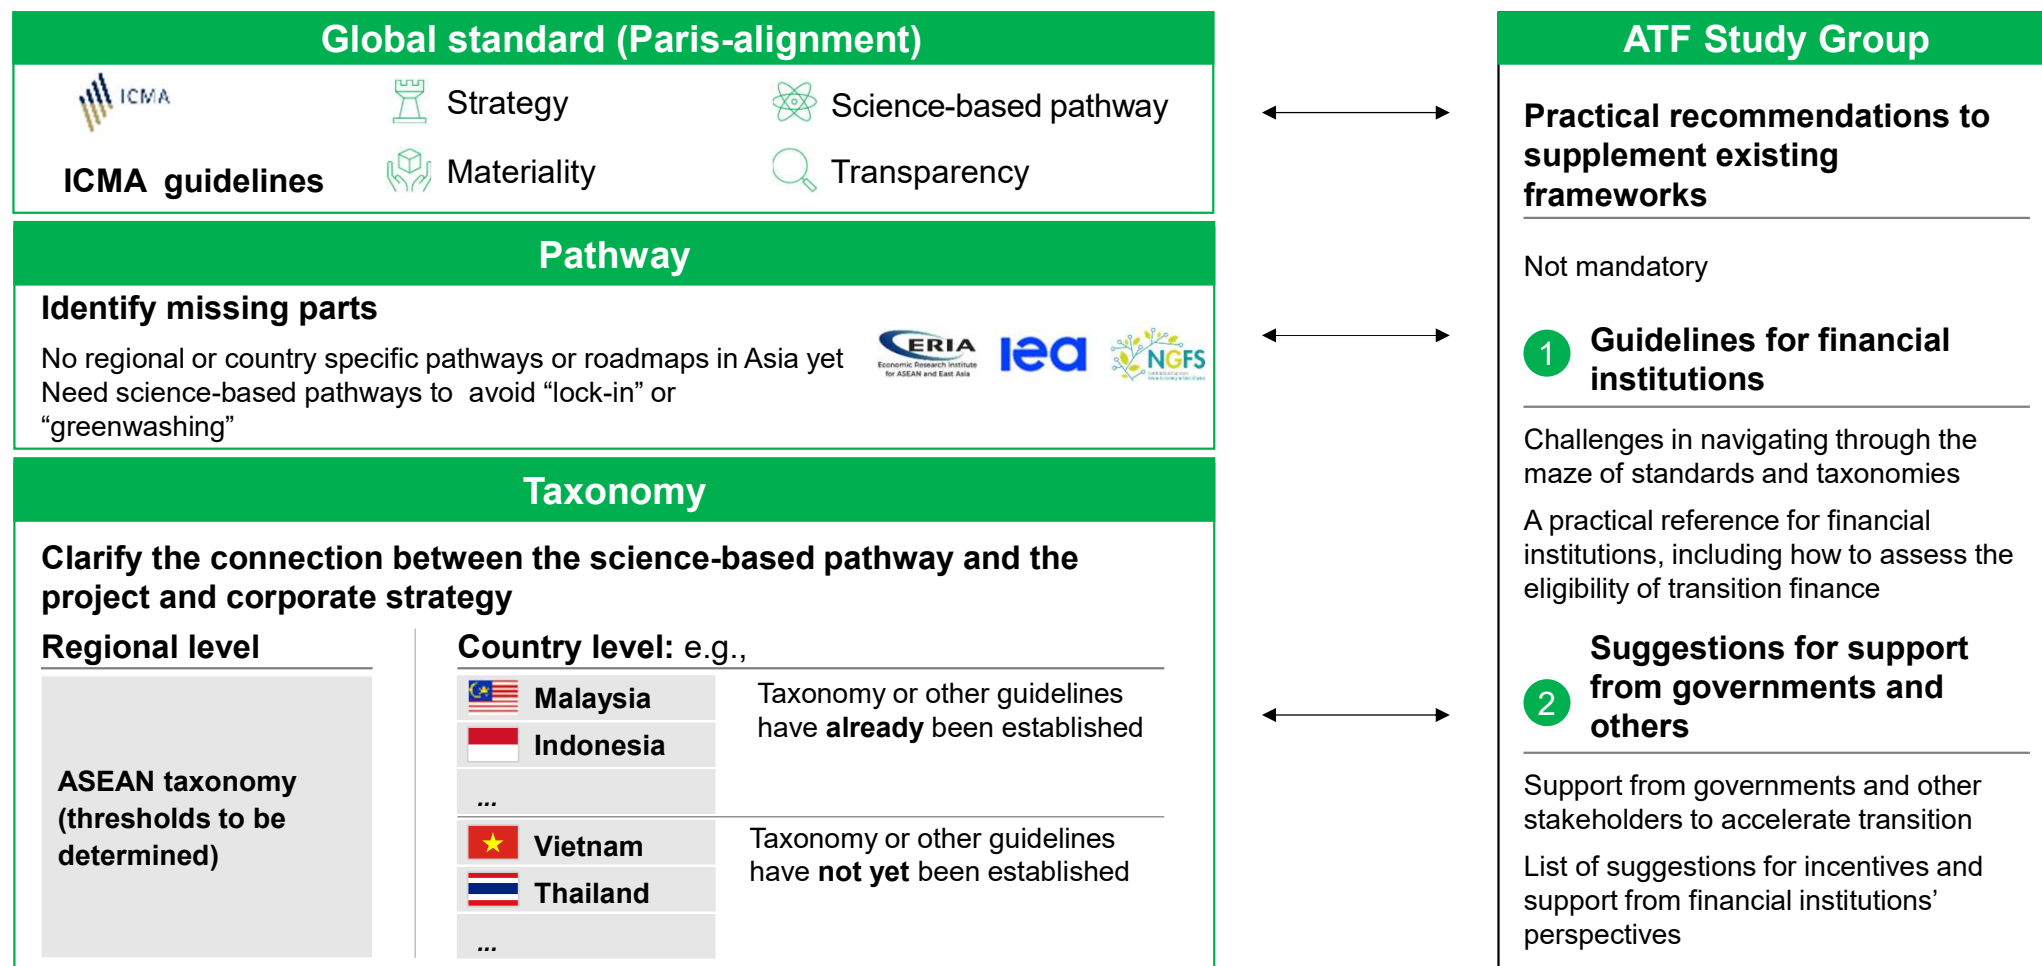 Global standard (Paris-alignment)
ICMA
ICMA guidelines
Strategy
Science-based pathway
Materiality
Transparency
Pathway
Identify missing parts
No regional or country specific pathways or roadmaps in Asia yet
Need science-based pathways to avoid “lock-in” or
“greenwashing”
ERIA
Economic Research Institute
for ASEAN and East Asia
iea
NGFS
Taxonomy
Clarify the connection between the science-based pathway and the
project and corporate strategy
Regional level
ASEAN taxonomy
(thresholds to be
determined)
Country level: e.g.,
Malaysia
Indonesia
...
Taxonomy or other guidelines
have already been established
Vietnam
Thailand
...
Taxonomy or other guidelines
have not yet been established
ATF Study Group
Practical recommendations to
supplement existing
frameworks
Not mandatory
1
Guidelines for financial
institutions
Challenges in navigating through the
maze of standards and taxonomies
A practical reference for financial
institutions, including how to assess the
eligibility of transition finance
2
Suggestions for support
from governments and
others
Support from governments and other
stakeholders to accelerate transition
List of suggestions for incentives and
support from financial institutions’
perspectives